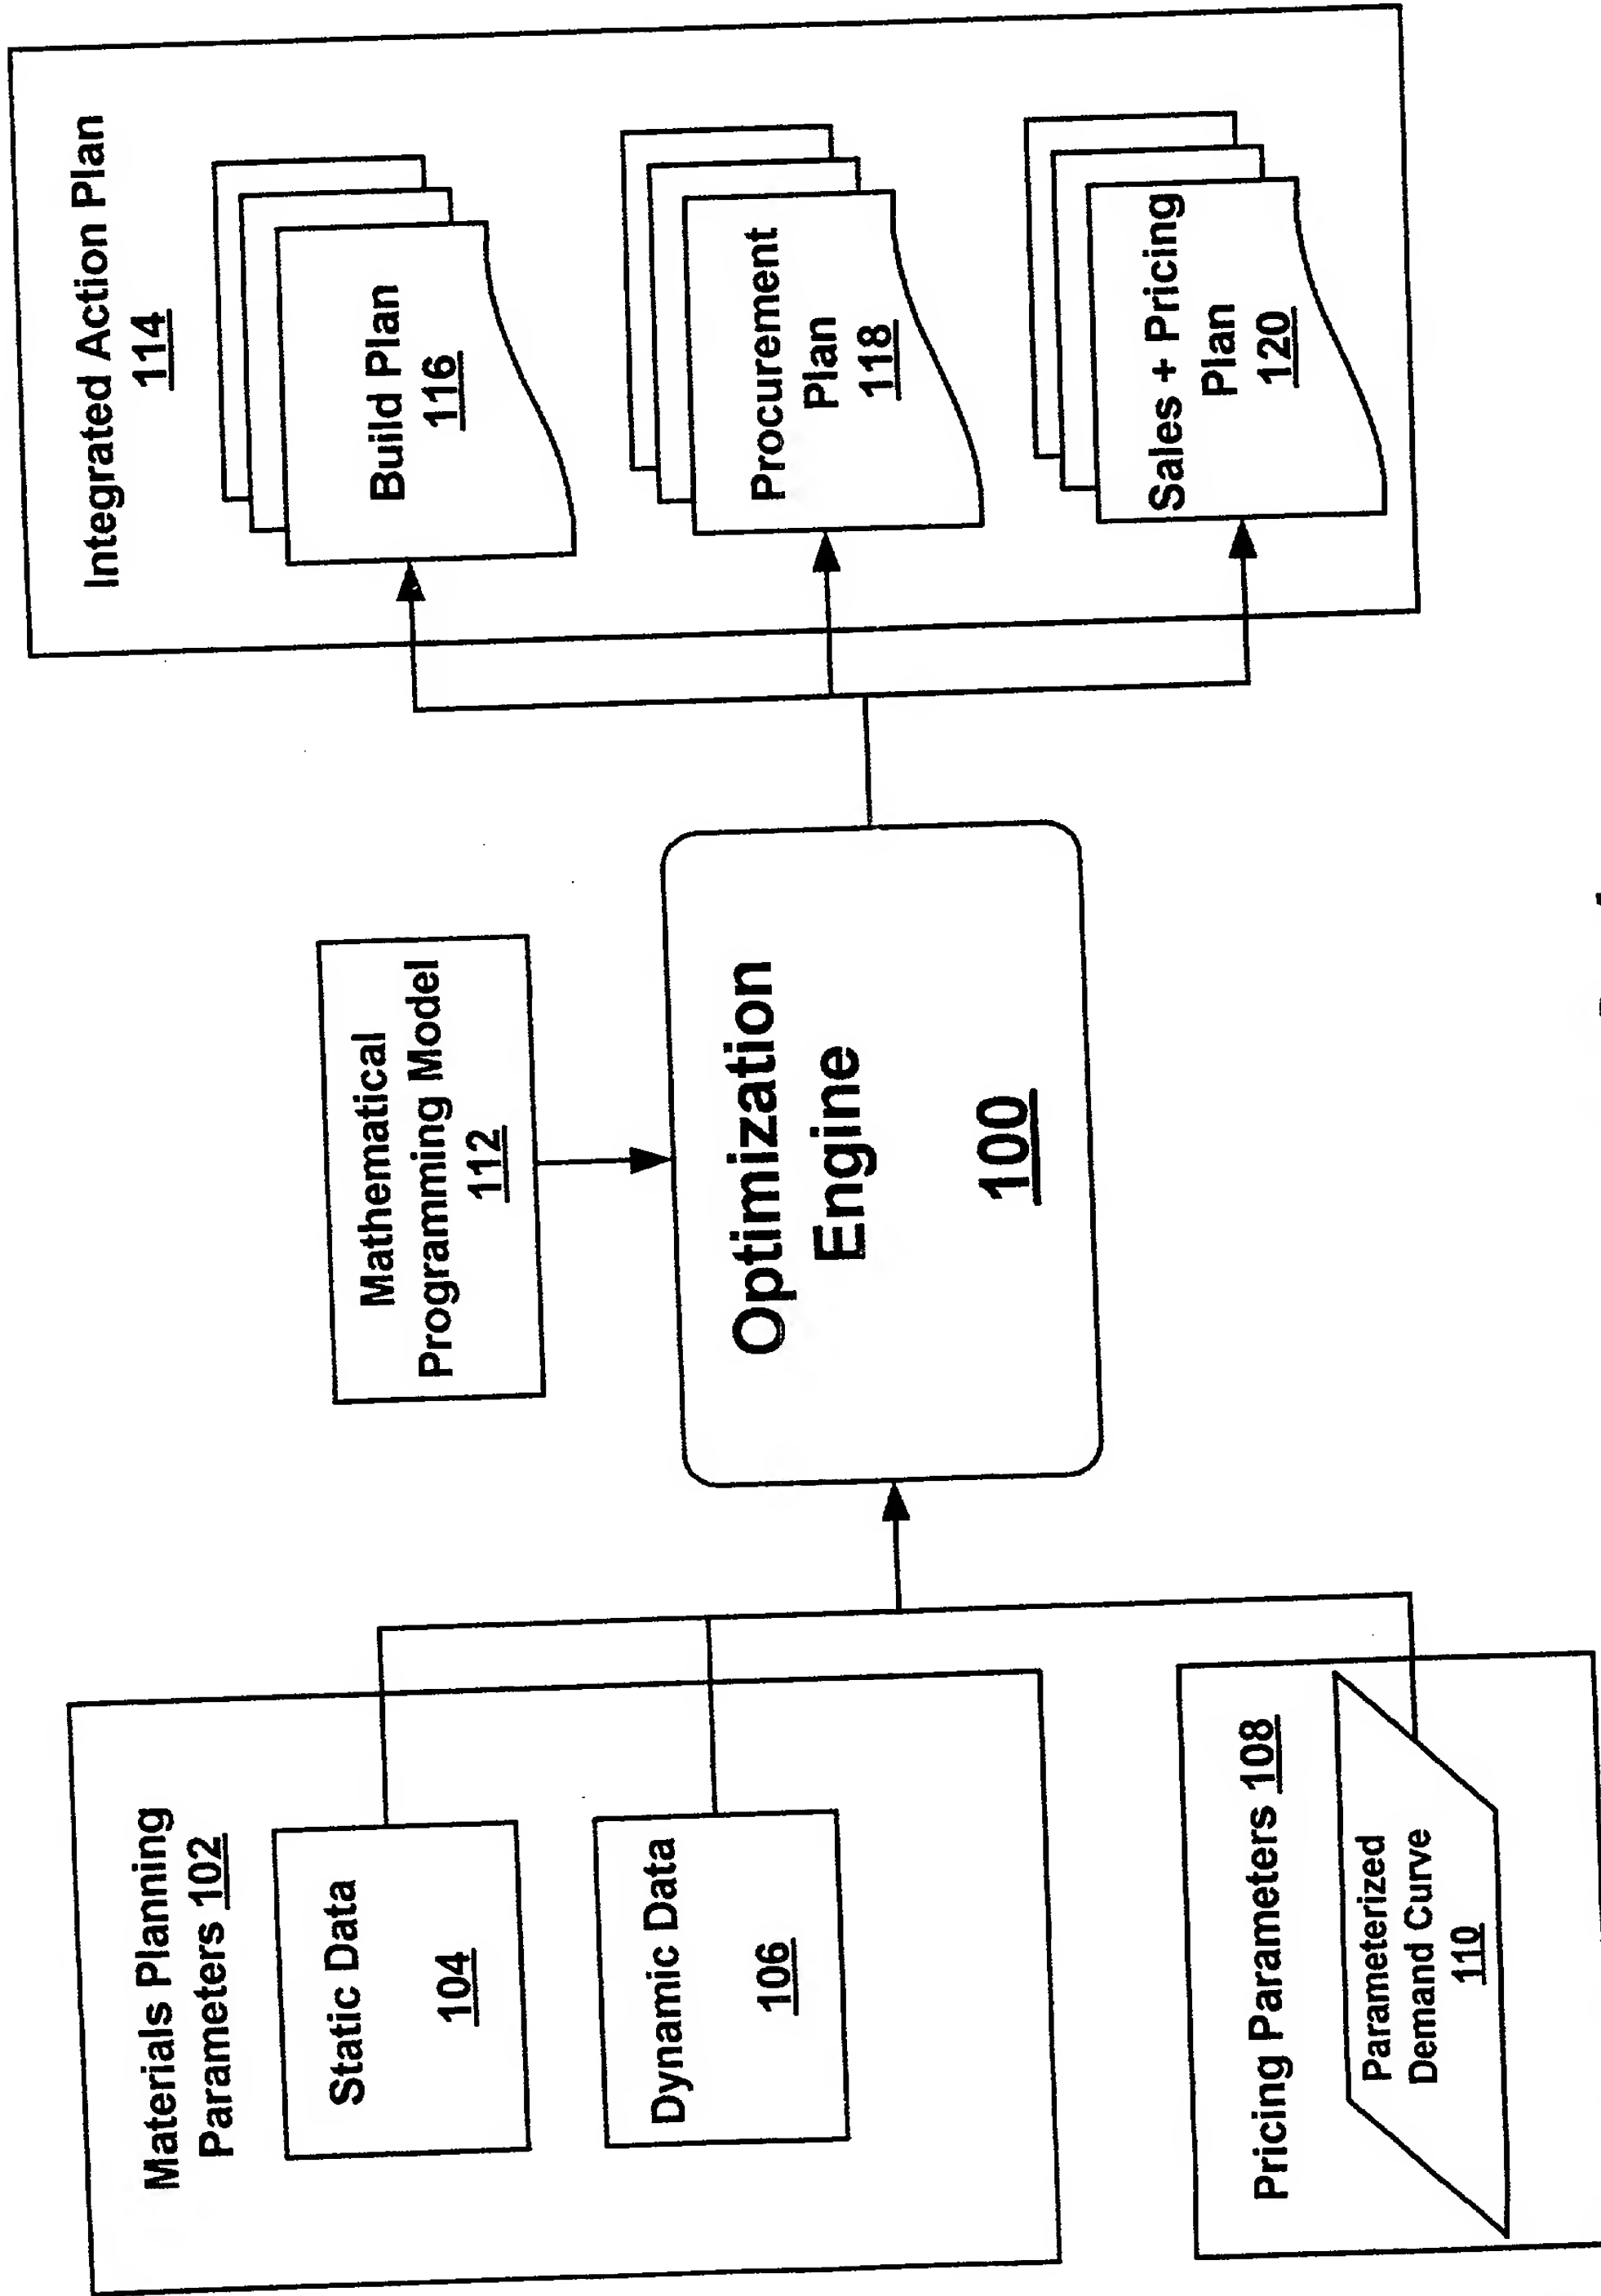 Materials Planning
Parameters 102
Static Data
104
Dynamic Data
106
Pricing Parameters 108
Parameterized
Demand Curve
110
Mathematical
Programming Model
112
Optimization
Engine
100
Integrated Action Plan
114
Build Plan
116
Procurement
Plan
118
Sales + Pricing
Plan
120